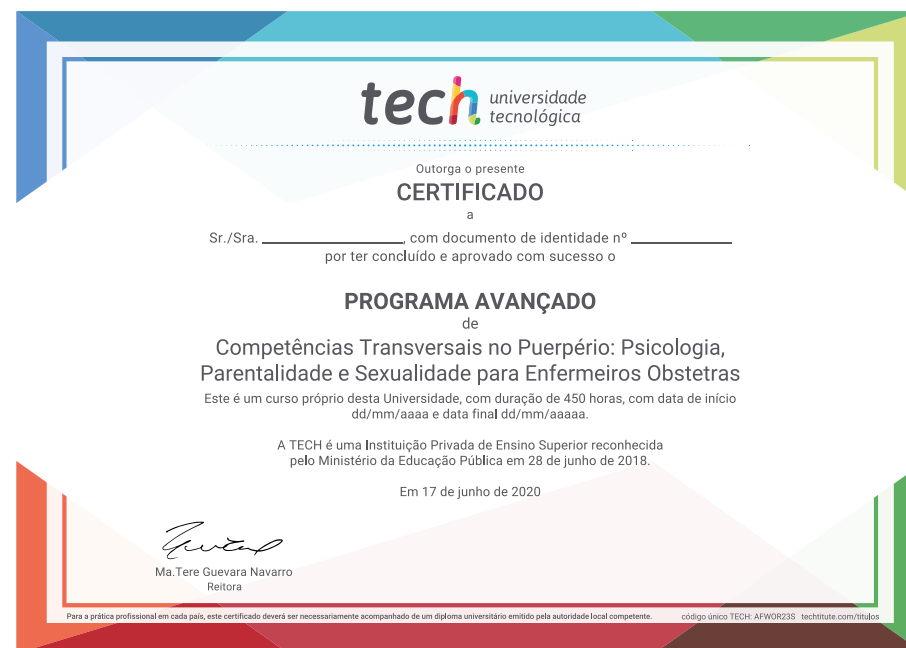 tech universidade
tecnológica
Outorga o presente
CERTIFICADO
a
Sr./Sra. ____________, com documento de identidade nº ____________
por ter concluído e aprovado com sucesso o
PROGRAMA AVANÇADO
de
Competências Transversais no Puerpério: Psicologia,
Parentalidade e Sexualidade para Enfermeiros Obstetras
Este é um curso próprio desta Universidade, com duração de 450 horas, com data de início
dd/mm/aaaa e data final dd/mm/aaaaa.
A TECH é uma Instituição Privada de Ensino Superior reconhecida
pelo Ministério da Educação Pública em 28 de junho de 2018.
Em 17 de junho de 2020
Ma.Tere Guevara Navarro
Reitora
Para a prática profissional em cada país, este certificado deverá ser necessariamente acompanhado de um diploma universitário emitido pela autoridade local competente. código único TECH: AFWOR23S techtitute.com/titulos